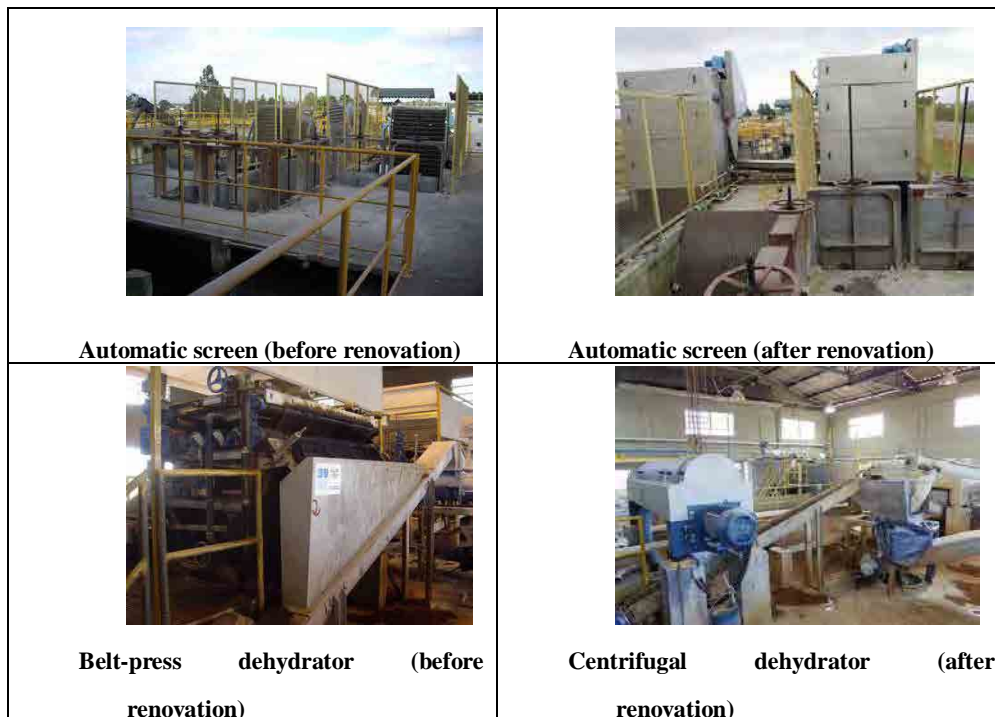 Automatic screen (before renovation)
Automatic screen (after renovation)
Belt-press dehydrator (before
renovation)
Centrifugal dehydrator (after
renovation)